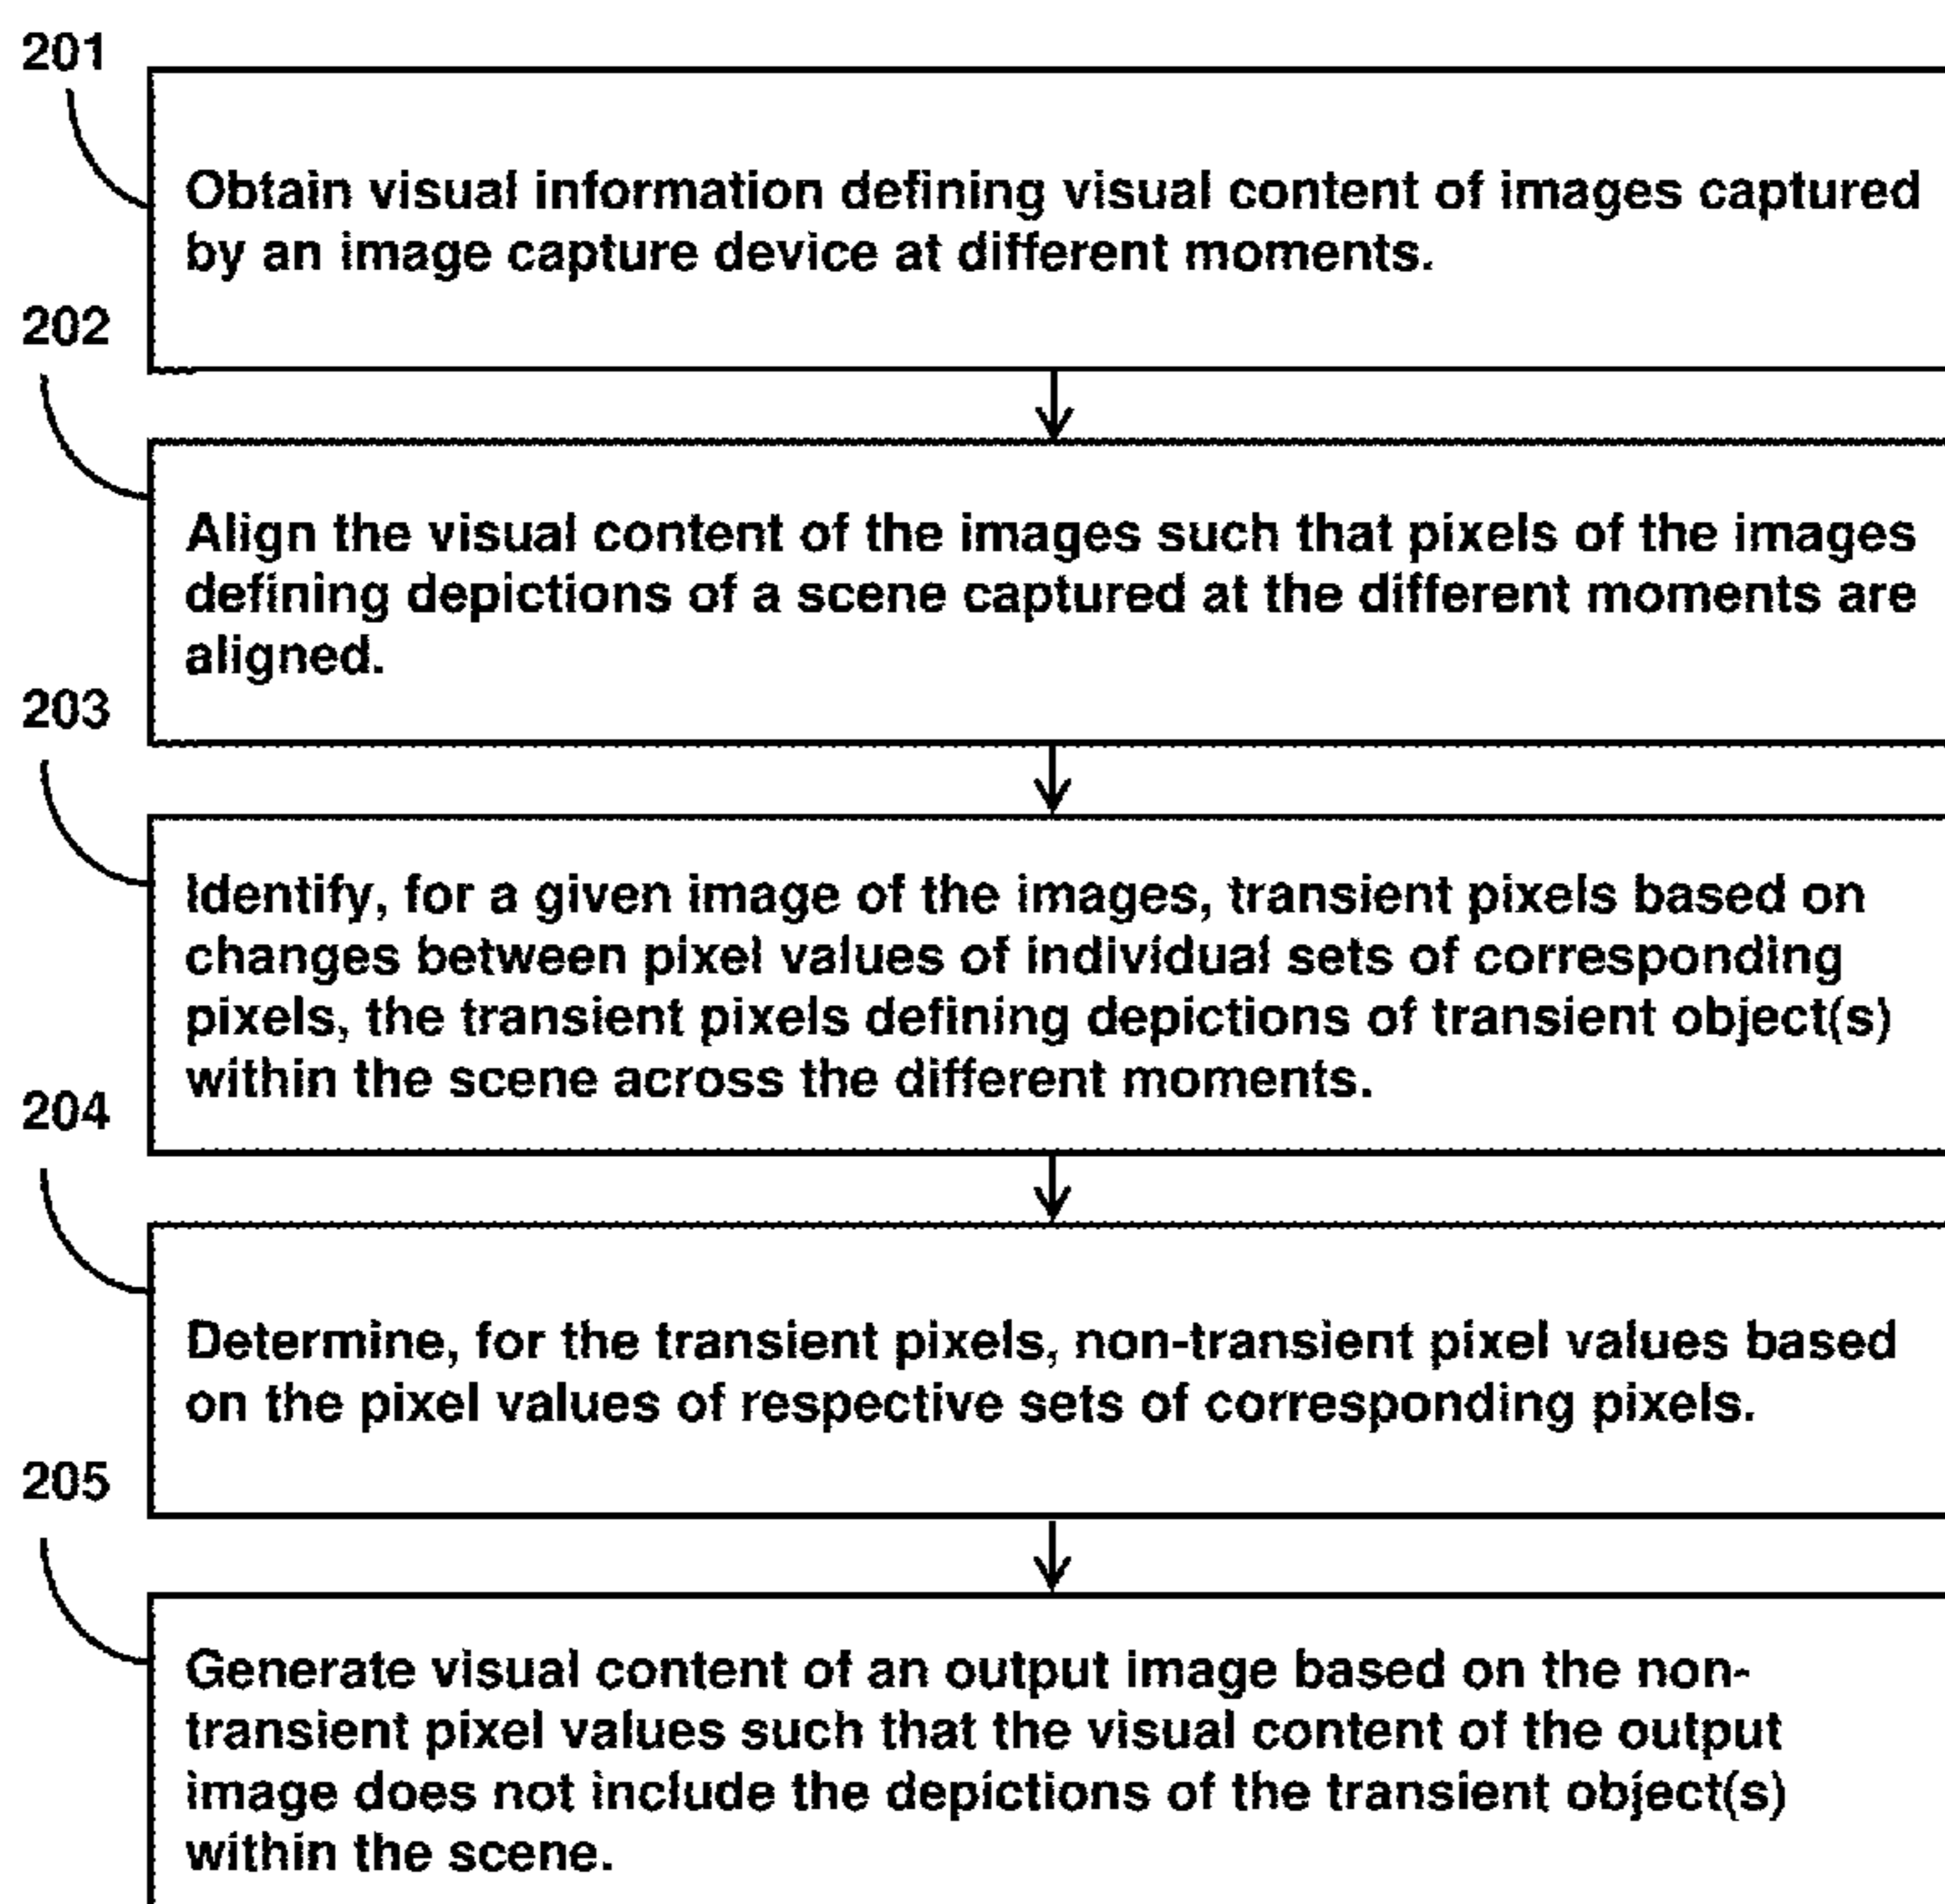 201
Obtain visual information defining visual content of images captured
by an image capture device at different moments.
202
Align the visual content of the images such that pixels of the images
defining depictions of a scene captured at the different moments are
aligned.
203
Identify, for a given image of the images, transient pixels based on
changes between pixel values of individual sets of corresponding
pixels, the transient pixels defining depictions of transient object(s)
within the scene across the different moments.
204
Determine, for the transient pixels, non-transient pixel values based
on the pixel values of respective sets of corresponding pixels.
205
Generate visual content of an output image based on the non-
transient pixel values such that the visual content of the output
image does not include the depictions of the transient object(s)
within the scene.